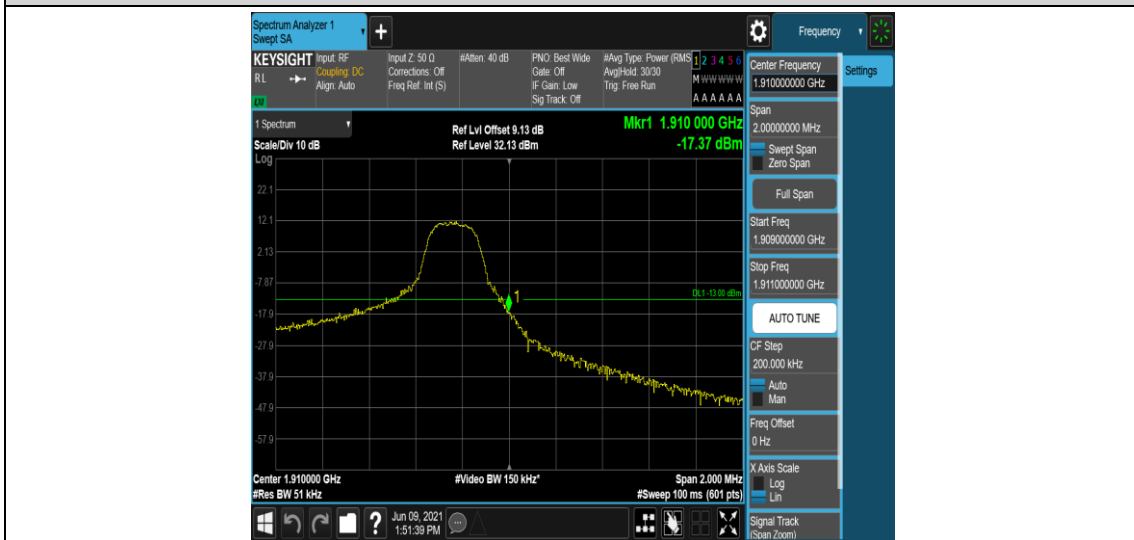 Spectrum Analyzer 1
Swept SA
+
Frequency
KEYSIGHT
Input: RF
Input Z: 50 Ω
#Atten: 40 dB
PNO: Best Wide
#Avg Type: Power (RMS
1 2 3 4 5 6
RL
Coupling: DC
Corrections: Off
Gate: Off
Avg|Hold: 30/30
M W W W W W
Align: Auto
Freq Ref: Int (S)
IF Gain: Low
Trig: Free Run
Sig Track: Off
A A A A A A
LXI
Center Frequency
1.910000000 GHz
Settings
Span
2.00000000 MHz
Swept Span
Zero Span
Full Span
Start Freq
1.909000000 GHz
Stop Freq
1.911000000 GHz
AUTO TUNE
CF Step
200.000 kHz
Auto
Man
Freq Offset
0 Hz
X Axis Scale
Log
Lin
Signal Track
(Span Zoom)
1 Spectrum
Ref Lvl Offset 9.13 dB
Mkr1 1.910 000 GHz
Scale/Div 10 dB
Ref Level 32.13 dBm
-17.37 dBm
Log
22.1
12.1
2.13
-7.87
DL1 -13.00 dBm
1
-17.9
-27.9
-37.9
-47.9
-57.9
Center 1.910000 GHz
#Video BW 150 kHz*
Span 2.000 MHz
#Res BW 51 kHz
#Sweep 100 ms (601 pts)
?
Jun 09, 2021
1:51:39 PM